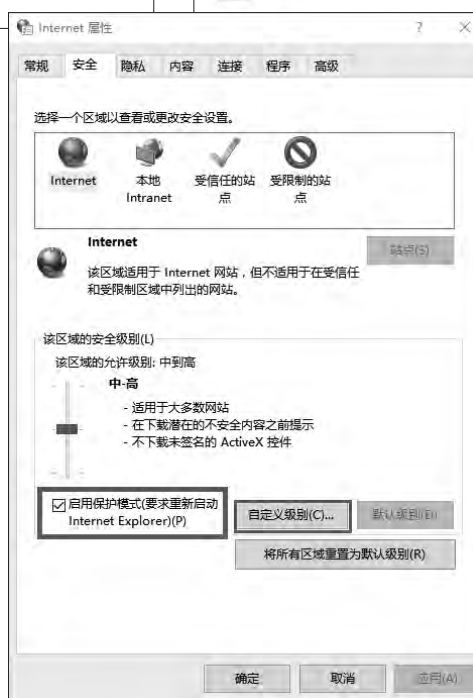 Internet 属性
? ×
常规 安全 隐私 内容 连接 程序 高级
选择一个区域以查看或更改安全设置。
Internet
本地
Intranet
受信任的站
点
受限制的站
点
Internet
站点(S)
该区域适用于 Internet 网站，但不适用于在受信任
和受限制区域中列出的网站。
该区域的安全级别(L)
该区域的允许级别: 中到高
中-高
- 适用于大多数网站
- 在下载潜在的不安全内容之前提示
- 不下载未签名的 ActiveX 控件
启用保护模式(要求重新启动
Internet Explorer)(P)
自定义级别(C)...
默认级别(D)
将所有区域重置为默认级别(R)
确定 取消 应用(A)